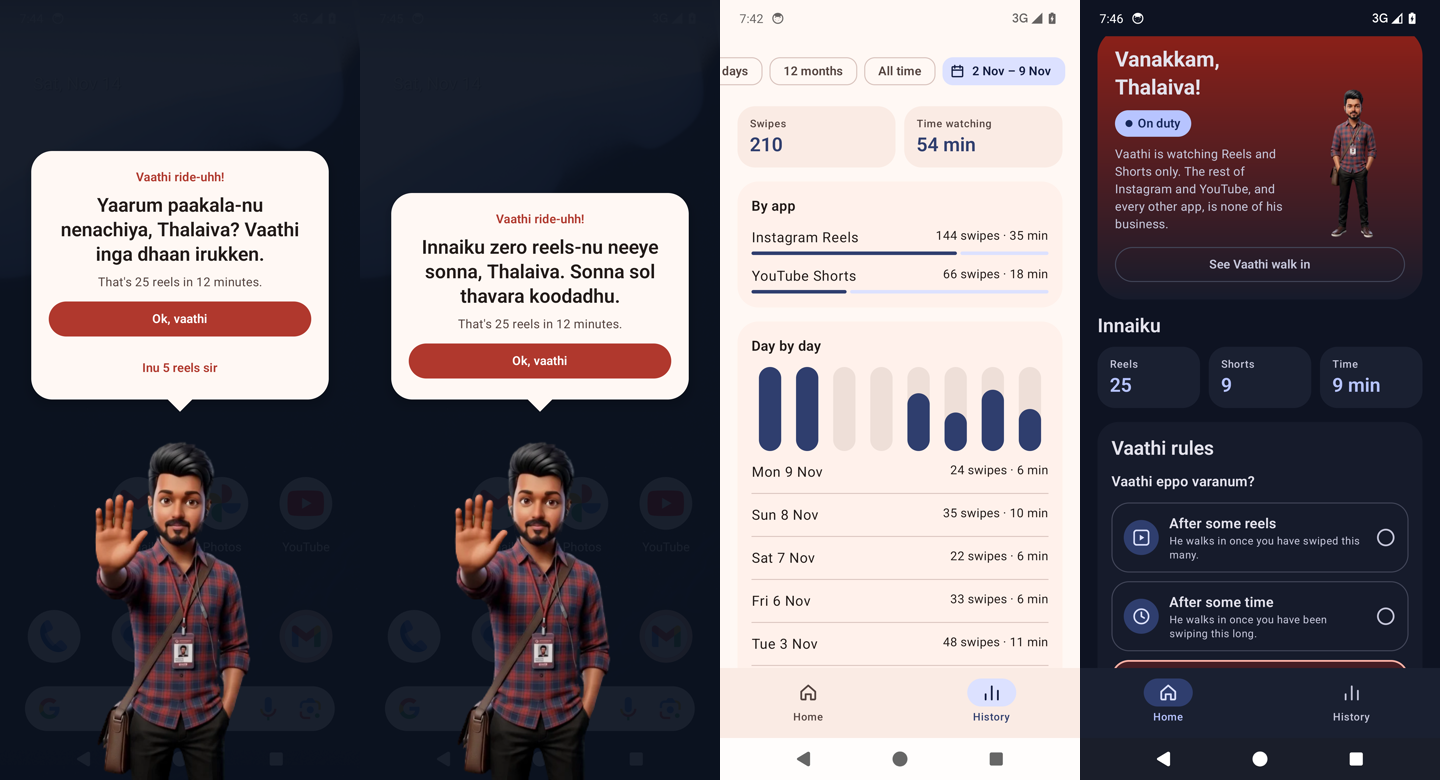 Vaathi ride-uhh!
Yaarum paakala-nu
nenachiya, Thalaiva? Vaathi
inga dhaan irukken.
That's 25 reels in 12 minutes.
Ok, vaathi
Inu 5 reels sir
Photos
YouTube
Vaathi ride-uhh!
Innaiku zero reels-nu neeye
sonna, Thalaiva. Sonna sol
thavara koodadhu.
That's 25 reels in 12 minutes.
Ok, vaathi
Photos
YouTube
7:42
3G
days
12 months
All time
2 Nov – 9 Nov
Swipes
210
Time watching
54 min
By app
Instagram Reels
144 swipes · 35 min
YouTube Shorts
66 swipes · 18 min
Day by day
Mon 9 Nov
24 swipes · 6 min
Sun 8 Nov
35 swipes · 10 min
Sat 7 Nov
22 swipes · 6 min
Fri 6 Nov
33 swipes · 6 min
Tue 3 Nov
48 swipes · 11 min
Home
History
7:46
3G
Vanakkam,
Thalaiva!
On duty
Vaathi is watching Reels and
Shorts only. The rest of
Instagram and YouTube, and
every other app, is none of his
business.
See Vaathi walk in
Innaiku
Reels
25
Shorts
9
Time
9 min
Vaathi rules
Vaathi eppo varanum?
After some reels
He walks in once you have swiped this
many.
After some time
He walks in once you have been
swiping this long.
Home
History